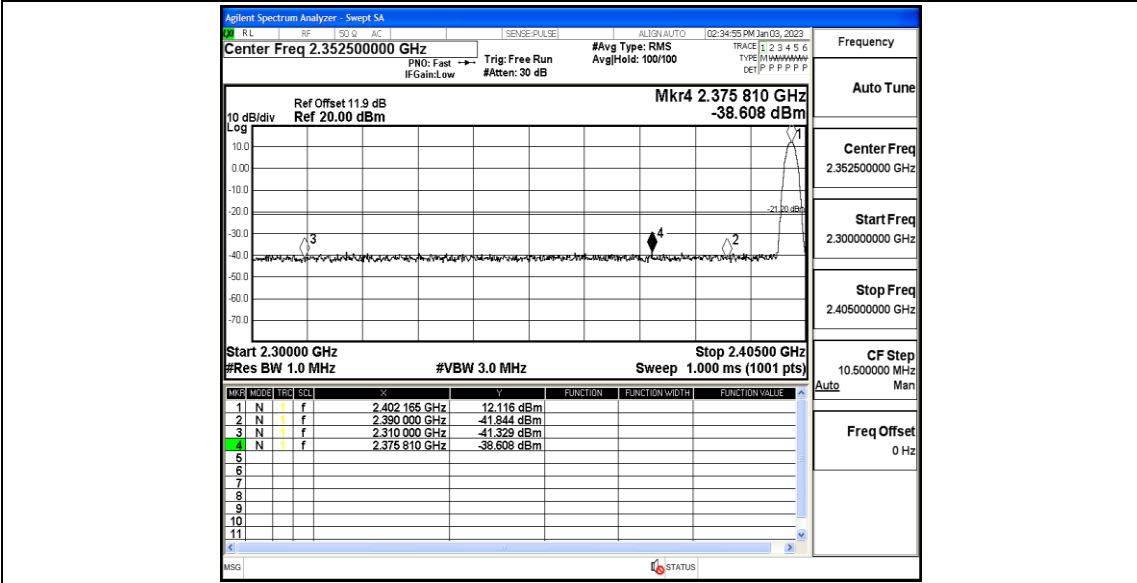 Agilent Spectrum Analyzer - Swept SA
RL RF 50 Ω AC SENSE:PULSE ALIGN AUTO 02:34:55 PM Jan 03, 2023
Center Freq 2.352500000 GHz #Avg Type: RMS TRACE 1 2 3 4 5 6
PNO: Fast Trig: Free Run Avg|Hold: 100/100 TYPE M WWWWW
IFGain:Low #Atten: 30 dB DET P P P P P P
Frequency
Auto Tune
Center Freq
2.352500000 GHz
Start Freq
2.300000000 GHz
Stop Freq
2.405000000 GHz
CF Step
10.500000 MHz
Auto Man
Freq Offset
0 Hz
Mkr4 2.375 810 GHz
-38.608 dBm
Ref Offset 11.9 dB
10 dB/div Ref 20.00 dBm
Log
10.0
0.00
-10.0
-20.0
-30.0
-40.0
-50.0
-60.0
-70.0
1
-21.20 dBm
3
4
2
Start 2.30000 GHz Stop 2.40500 GHz
#Res BW 1.0 MHz #VBW 3.0 MHz Sweep 1.000 ms (1001 pts)
MKR MODE TRC SCL X Y FUNCTION FUNCTION WIDTH FUNCTION VALUE
1 N 1 f 2.402 165 GHz 12.116 dBm
2 N 1 f 2.390 000 GHz -41.844 dBm
3 N 1 f 2.310 000 GHz -41.329 dBm
4 N 1 f 2.375 810 GHz -38.608 dBm
5
6
7
8
9
10
11
MSG STATUS